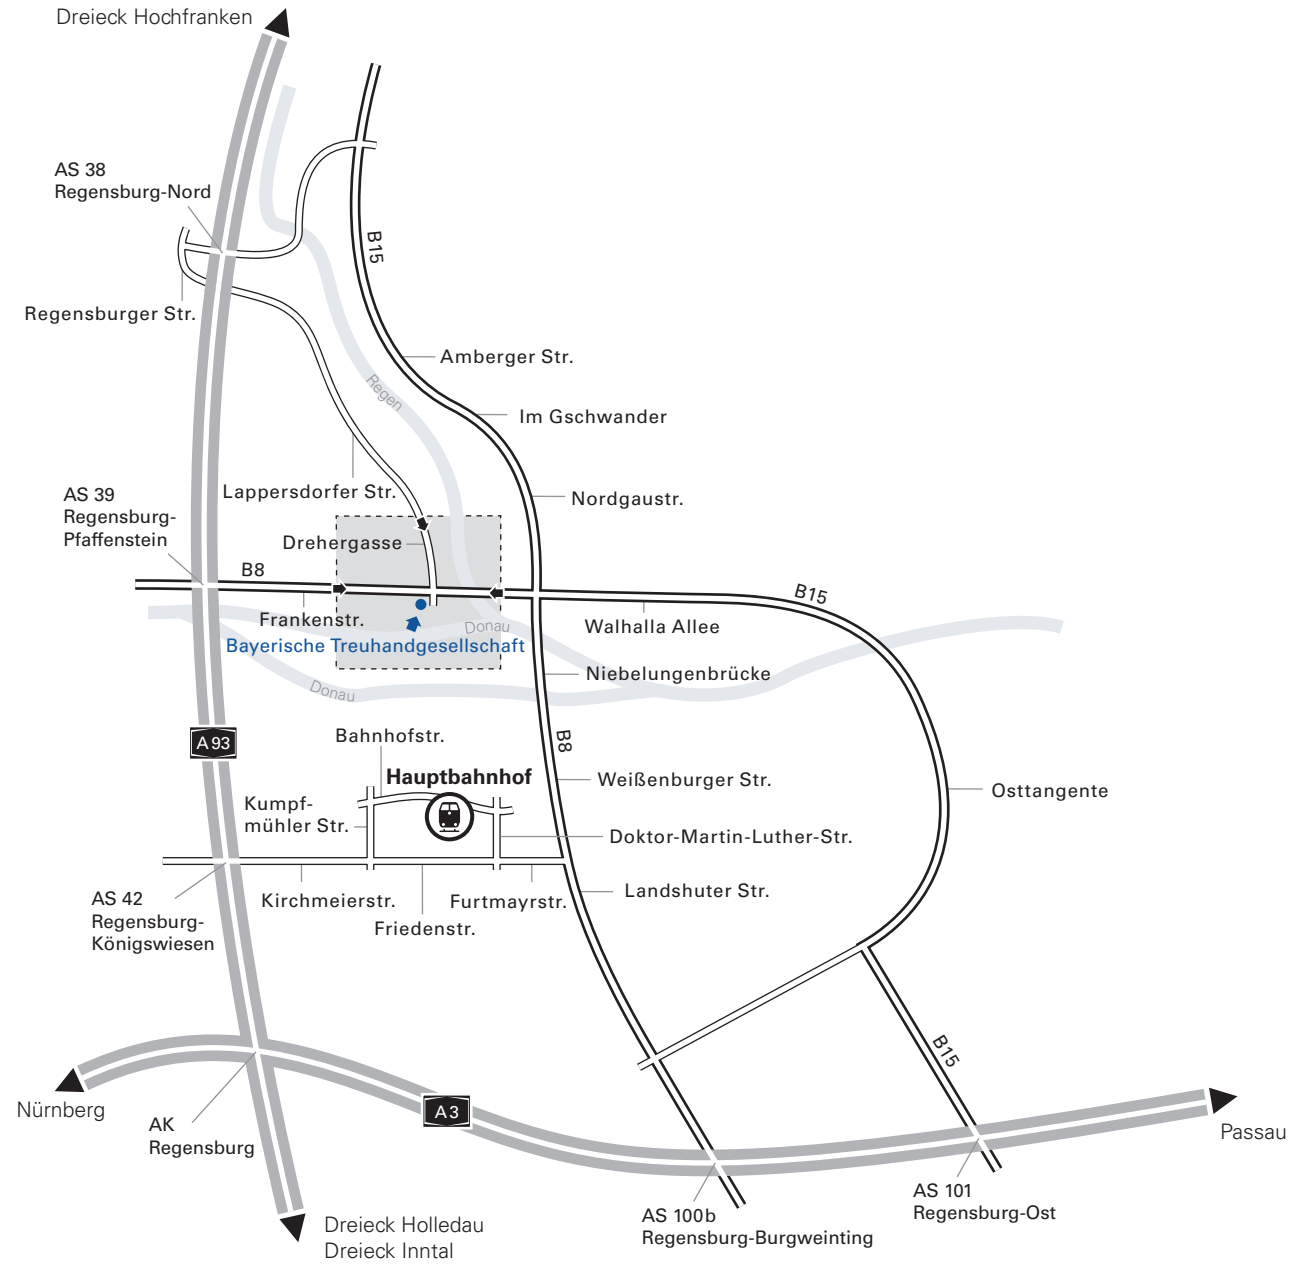 Dreieck Hochfranken
AS 38
Regensburg-Nord
B15
Regensburger Str.
Amberger Str.
Regen
Im Gschwander
Lappersdorfer Str.
Nordgaustr.
AS 39
Regensburg-
Pfaffenstein
Drehergasse
B8
B15
Frankenstr.
Donau
Walhalla Allee
Bayerische Treuhandgesellschaft
Niebelungenbrücke
Donau
A 93
Bahnhofstr.
B8
Hauptbahnhof
Weißenburger Str.
Osttangente
Kumpf-
mühler Str.
Doktor-Martin-Luther-Str.
AS 42
Regensburg-
Königswiesen
Kirchmeierstr.
Furtmayrstr.
Landshuter Str.
Friedenstr.
B15
Nürnberg
A 3
AK
Regensburg
Passau
AS 101
Regensburg-Ost
AS 100b
Regensburg-Burgweinting
Dreieck Holledau
Dreieck Inntal